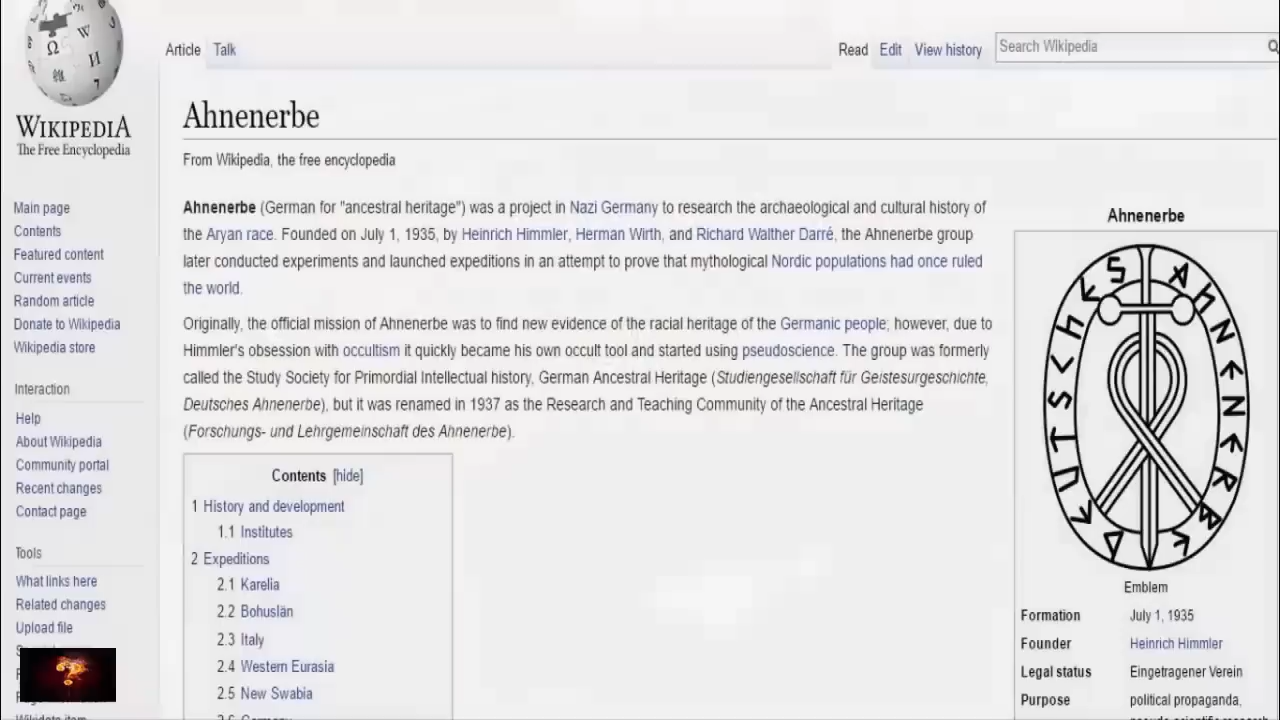 Article Talk Read Edit View history Search Wikipedia
WIKIPEDIA
The Free Encyclopedia
Main page
Contents
Featured content
Current events
Random article
Donate to Wikipedia
Wikipedia store
Interaction
Help
About Wikipedia
Community portal
Recent changes
Contact page
Tools
What links here
Related changes
Upload file
Ahnenerbe
From Wikipedia, the free encyclopedia
Ahnenerbe (German for "ancestral heritage") was a project in Nazi Germany to research the archaeological and cultural history of
the Aryan race. Founded on July 1, 1935, by Heinrich Himmler, Herman Wirth, and Richard Walther Darré, the Ahnenerbe group
later conducted experiments and launched expeditions in an attempt to prove that mythological Nordic populations had once ruled
the world.
Originally, the official mission of Ahnenerbe was to find new evidence of the racial heritage of the Germanic people; however, due to
Himmler's obsession with occultism it quickly became his own occult tool and started using pseudoscience. The group was formerly
called the Study Society for Primordial Intellectual history, German Ancestral Heritage (Studiengesellschaft für Geistesurgeschichte,
Deutsches Ahnenerbe), but it was renamed in 1937 as the Research and Teaching Community of the Ancestral Heritage
(Forschungs- und Lehrgemeinschaft des Ahnenerbe).
Contents [hide]
1 History and development
1.1 Institutes
2 Expeditions
2.1 Karelia
2.2 Bohuslän
2.3 Italy
2.4 Western Eurasia
2.5 New Swabia
Ahnenerbe
DEUTSCHES AHNENERBE
Emblem
Formation July 1, 1935
Founder Heinrich Himmler
Legal status Eingetragener Verein
Purpose political propaganda,